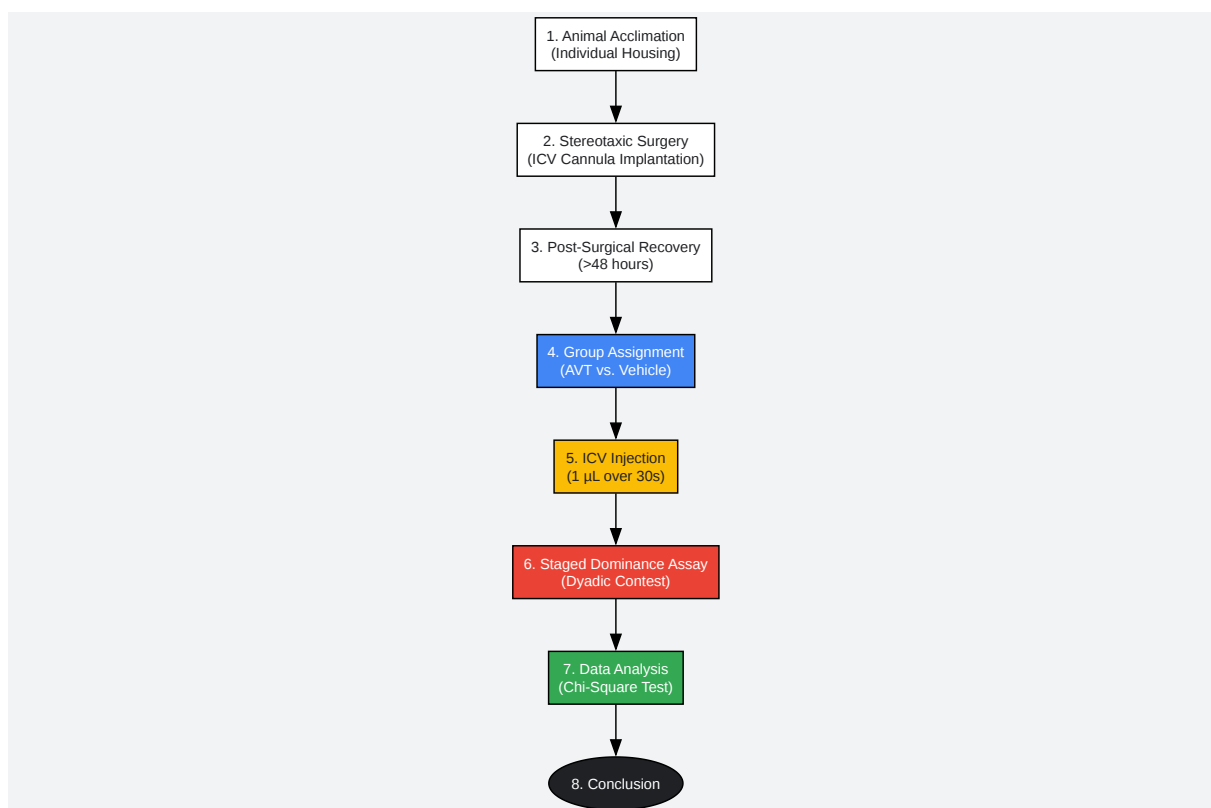 1. Animal Acclimation
(Individual Housing)
2. Stereotaxic Surgery
(ICV Cannula Implantation)
3. Post-Surgical Recovery
(>48 hours)
4. Group Assignment
(AVT vs. Vehicle)
5. ICV Injection
(1 µL over 30s)
6. Staged Dominance Assay
(Dyadic Contest)
7. Data Analysis
(Chi-Square Test)
8. Conclusion